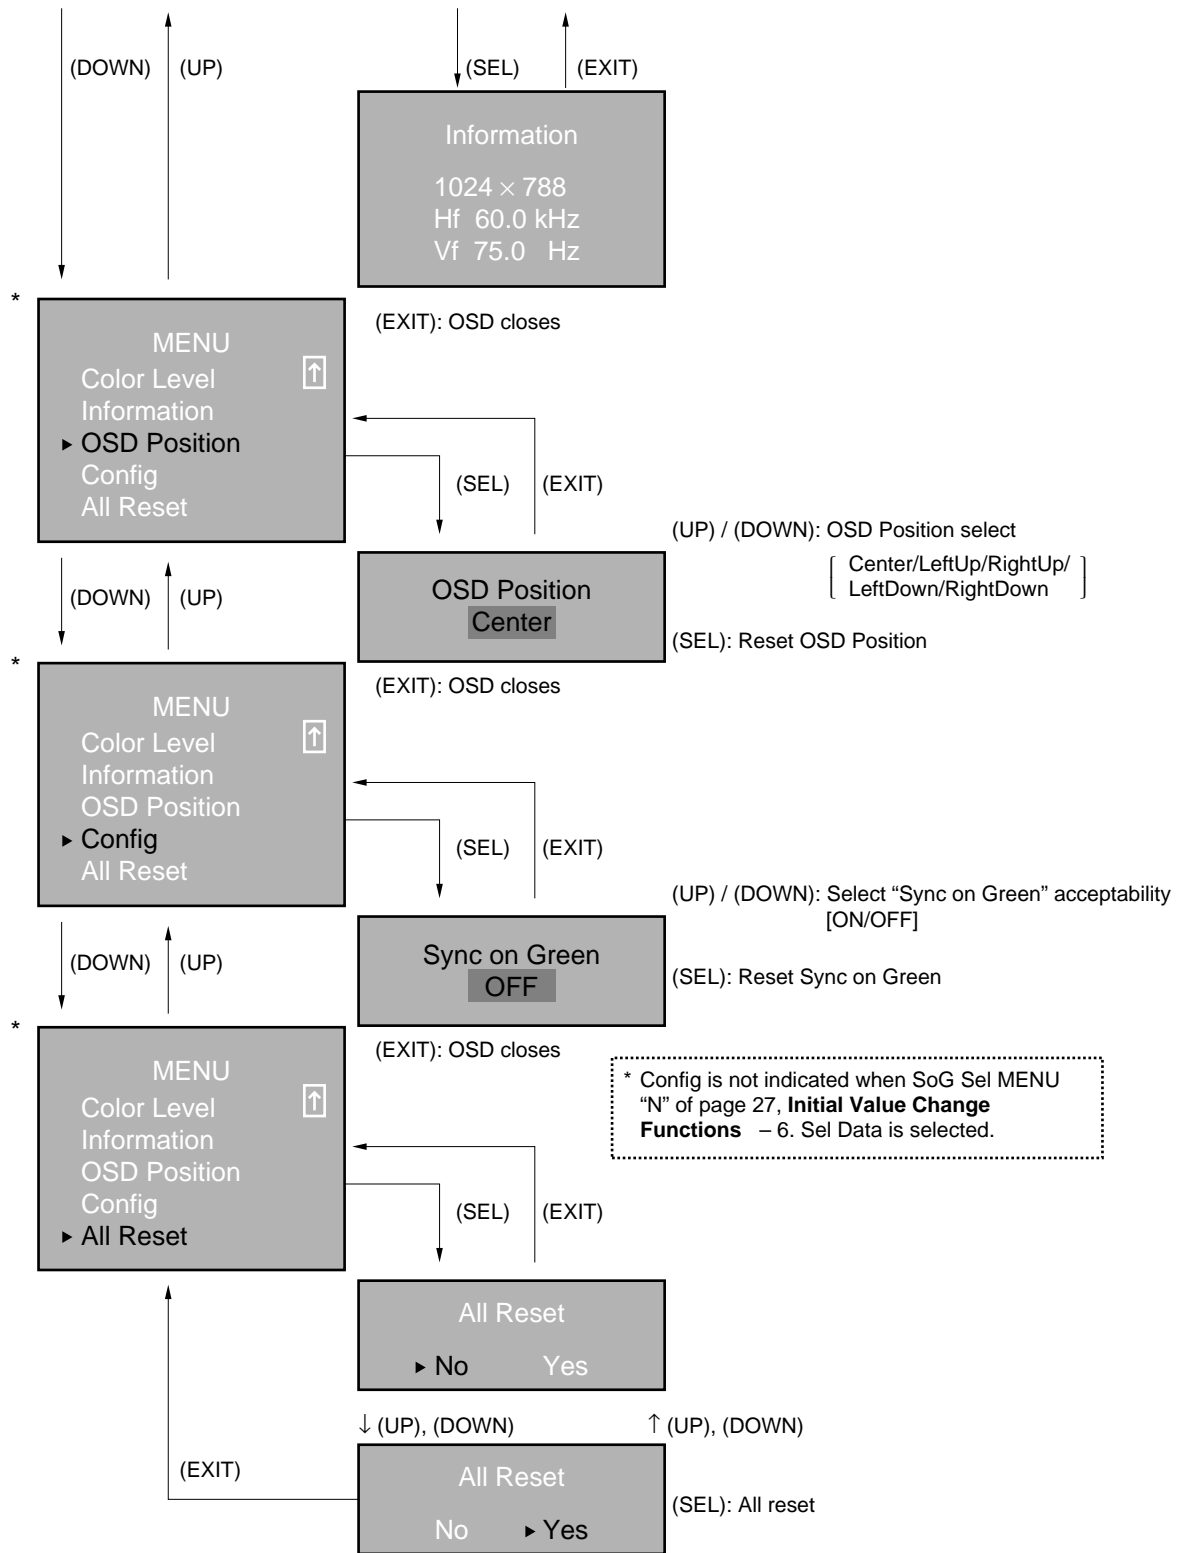 (DOWN) (UP) (SEL) (EXIT)
Information
1024 × 788
Hf 60.0 kHz
Vf 75.0 Hz
(EXIT): OSD closes
*
MENU
Color Level ↑
Information
▸ OSD Position
Config
All Reset
(SEL) (EXIT)
(UP) / (DOWN): OSD Position select
[ Center/LeftUp/RightUp/
LeftDown/RightDown ]
OSD Position
Center
(SEL): Reset OSD Position
(EXIT): OSD closes
(DOWN) (UP)
*
MENU
Color Level ↑
Information
OSD Position
▸ Config
All Reset
(SEL) (EXIT)
(UP) / (DOWN): Select “Sync on Green” acceptability
[ON/OFF]
Sync on Green
OFF
(SEL): Reset Sync on Green
(EXIT): OSD closes
(DOWN) (UP)
*
MENU
Color Level ↑
Information
OSD Position
Config
▸ All Reset
* Config is not indicated when SoG Sel MENU
“N” of page 27, Initial Value Change
Functions – 6. Sel Data is selected.
(SEL) (EXIT)
All Reset
▸ No Yes
↓ (UP), (DOWN) ↑ (UP), (DOWN)
(EXIT)
All Reset
No ▸ Yes
(SEL): All reset